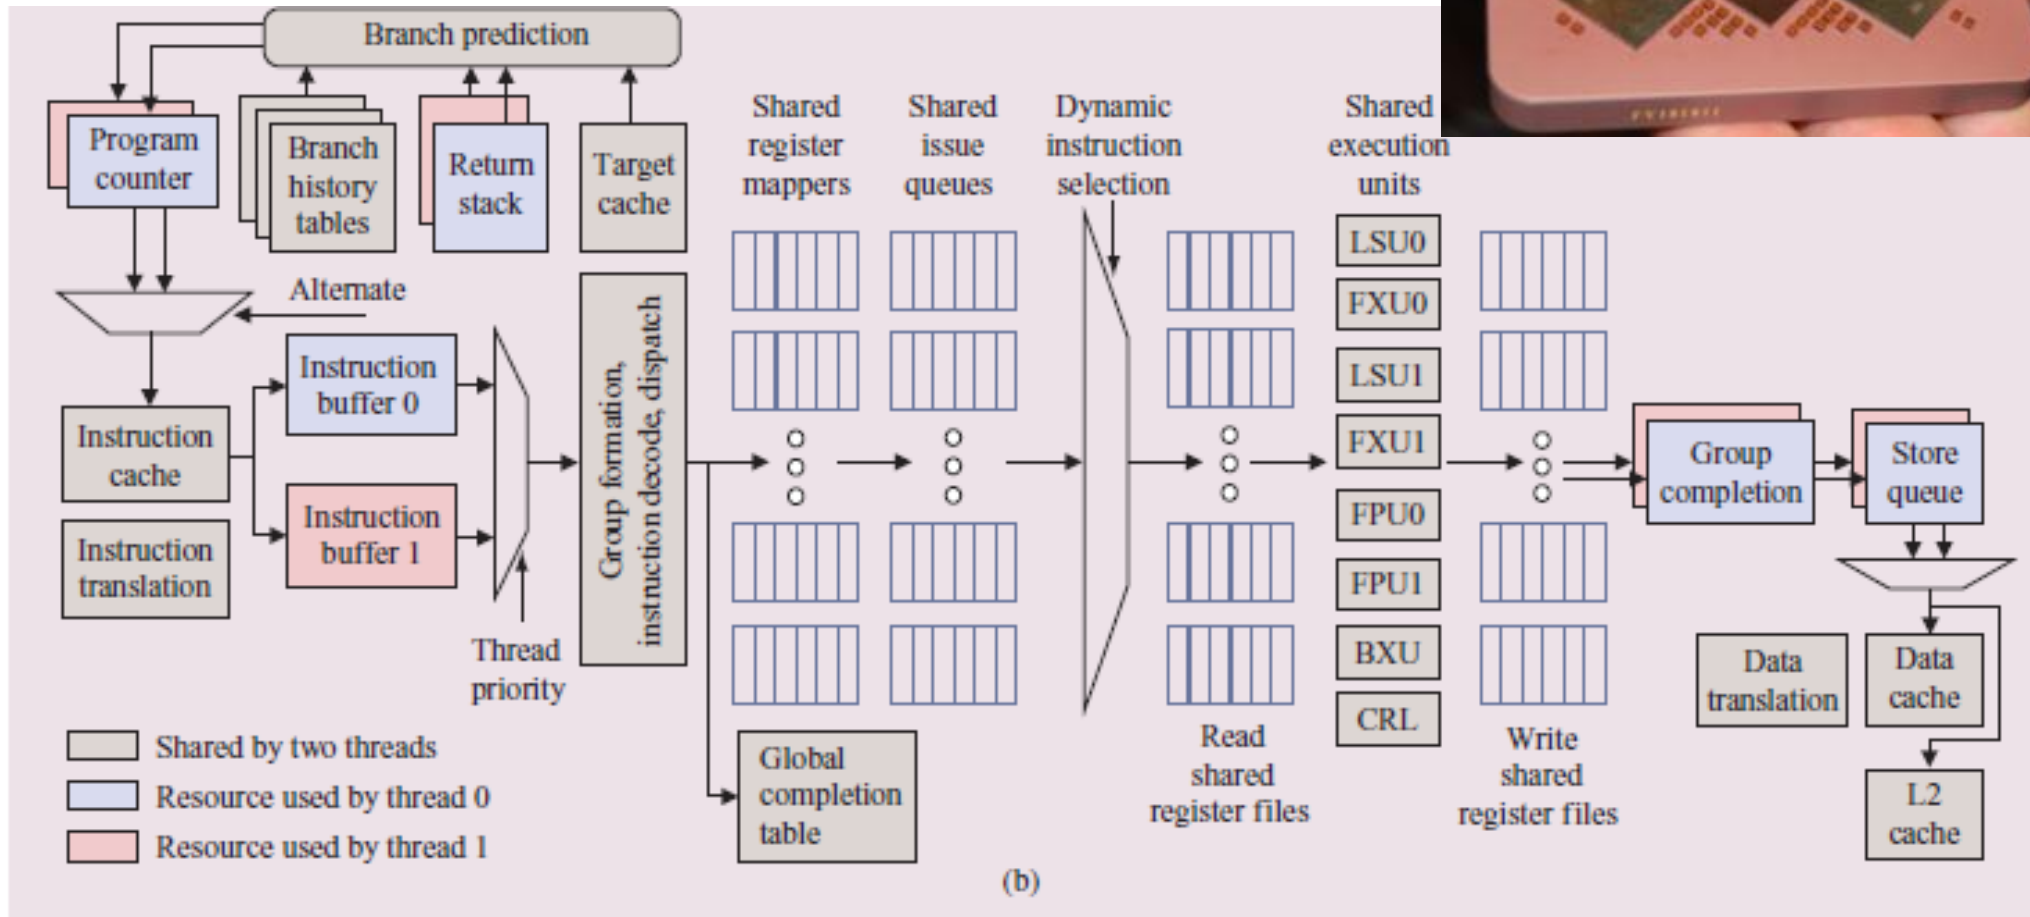 Branch prediction
Program
counter
Branch
history
tables
Return
stack
Target
cache
Shared
register
mappers
Shared
issue
queues
Dynamic
instruction
selection
Shared
execution
units
Alternate
Instruction
cache
Instruction
translation
Instruction
buffer 0
Instruction
buffer 1
Thread
priority
Group formation,
instruction decode, dispatch
Global
completion
table
LSU0
FXU0
LSU1
FXU1
FPU0
FPU1
BXU
CRL
Read
shared
register files
Write
shared
register files
Group
completion
Store
queue
Data
translation
Data
cache
L2
cache
Shared by two threads
Resource used by thread 0
Resource used by thread 1
(b)